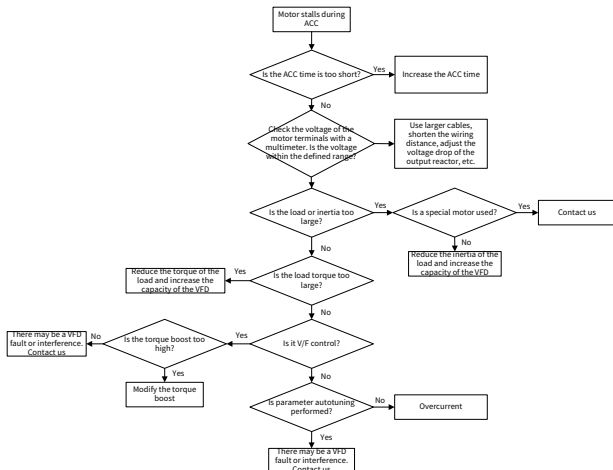 Motor stalls during
ACC
Is the ACC time is too short?
Yes
Increase the ACC time
No
Check the voltage of the
motor terminals with a
multimeter. Is the voltage
within the defined range?
Use larger cables,
shorten the wiring
distance, adjust the
voltage drop of the
output reactor, etc.
No
Is the load or inertia too
large?
Yes
Is a special motor used?
Yes
Contact us
No
Reduce the inertia of the
load and increase the
capacity of the VFD
No
Is the load torque too
large?
Yes
Reduce the torque of the
load and increase the
capacity of the VFD
No
Is it V/F control?
Yes
Is the torque boost too
high?
No
There may be a VFD
fault or interference.
Contact us
Yes
Modify the torque
boost
No
Is parameter autotuning
performed?
No
Overcurrent
Yes
There may be a VFD
fault or interference.
Contact us